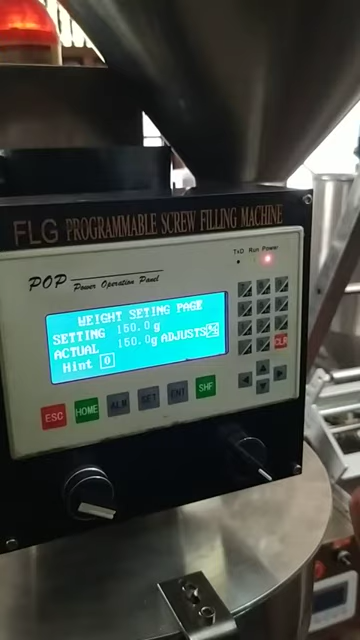 FLG PROGRAMMABLE SCREW FILLING MACHINE
TxD Run Power
POP Power Operation Panel
WEIGHT SETING PAGE
SETTING 150.0g
ACTUAL 150.0g ADJUSTS
Hint 0
CLR
ESC HOME ALM SET ENT SHF